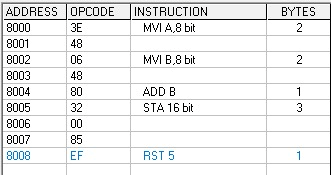 ADDRESS OPCODE INSTRUCTION BYTES
8000 3E MVI A,8 bit 2
8001 48
8002 06 MVI B,8 bit 2
8003 48
8004 80 ADD B 1
8005 32 STA 16 bit 3
8006 00
8007 85
8008 EF RST 5 1